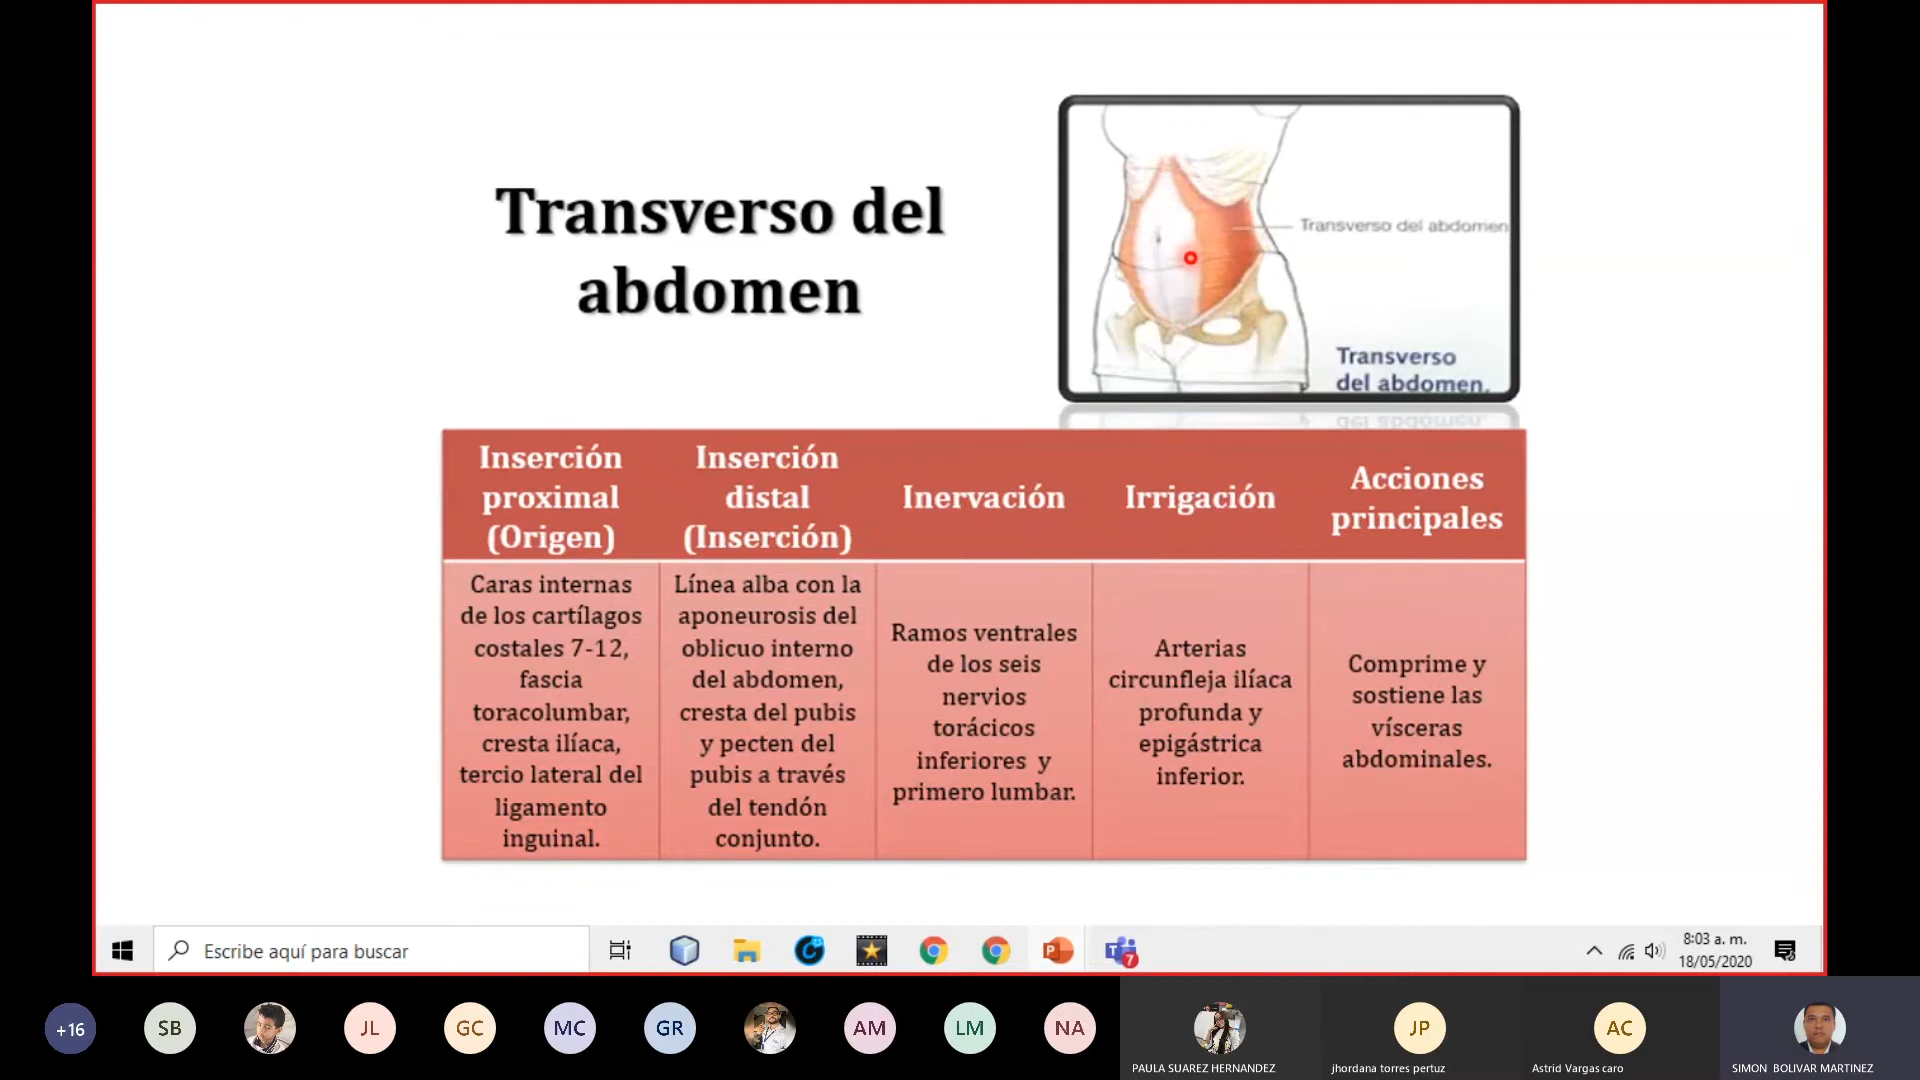 Transverso del
abdomen
Transverso del abdomen
Transverso
del abdomen.
Inserción
proximal
(Origen)
Inserción
distal
(Inserción)
Inervación
Irrigación
Acciones
principales
Caras internas
de los cartílagos
costales 7-12,
fascia
toracolumbar,
cresta ilíaca,
tercio lateral del
ligamento
inguinal.
Línea alba con la
aponeurosis del
oblicuo interno
del abdomen,
cresta del pubis
y pecten del
pubis a través
del tendón
conjunto.
Ramos ventrales
de los seis
nervios
torácicos
inferiores y
primero lumbar.
Arterias
circunfleja ilíaca
profunda y
epigástrica
inferior.
Comprime y
sostiene las
vísceras
abdominales.
Escribe aquí para buscar
7
8:03 a. m.
18/05/2020
+16
SB
JL
GC
MC
GR
AM
LM
NA
JP
AC
PAULA SUAREZ HERNANDEZ
jhordana torres pertuz
Astrid Vargas caro
SIMON BOLIVAR MARTINEZ